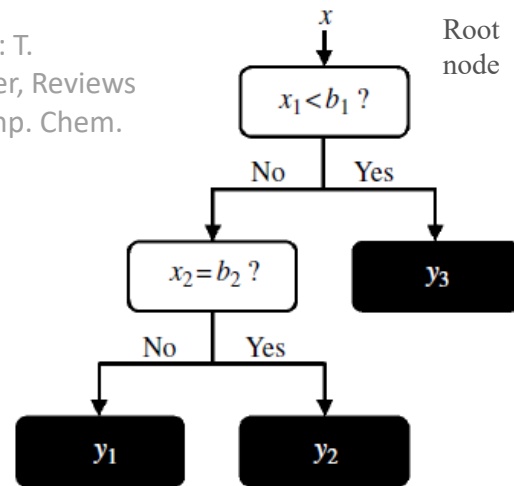 : T.
er, Reviews
np. Chem.
x
Root
node
x₁<b₁ ?
No Yes
x₂=b₂ ?
y₃
No Yes
y₁ y₂